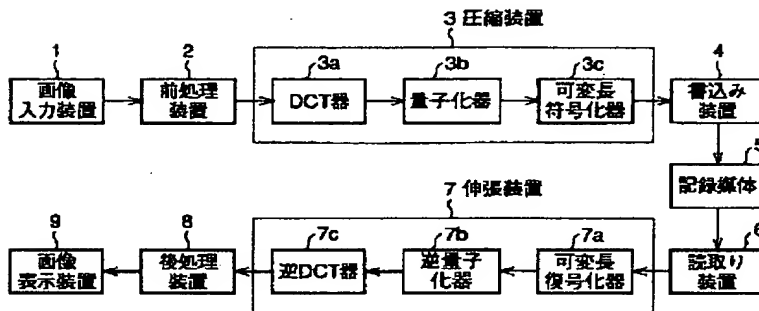 3 圧縮装置
1
2
3a
3b
3c
4
画像
入力装置
前処理
装置
DCT器
量子化器
可変長
符号化器
書込み
装置
5
記録媒体
7 伸張装置
9
8
7c
7b
7a
6
画像
表示装置
後処理
装置
逆DCT器
逆量子
化器
可変長
復号化器
読取り
装置